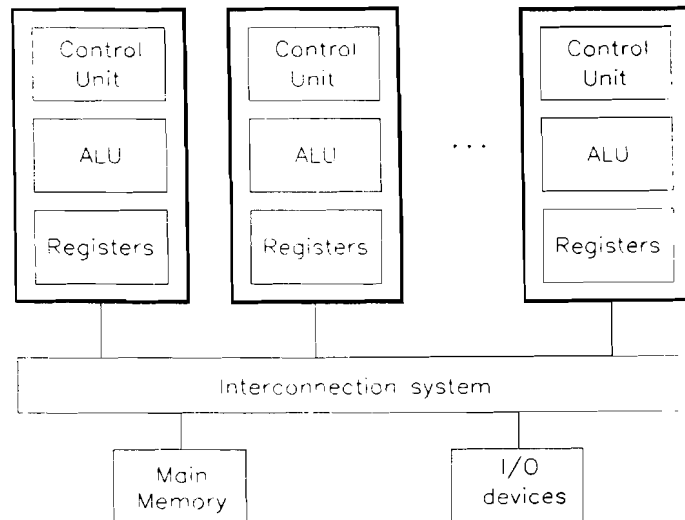 Control
Unit
ALU
Registers
Control
Unit
ALU
Registers
...
Control
Unit
ALU
Registers
Interconnection system
Main
Memory
I/O
devices